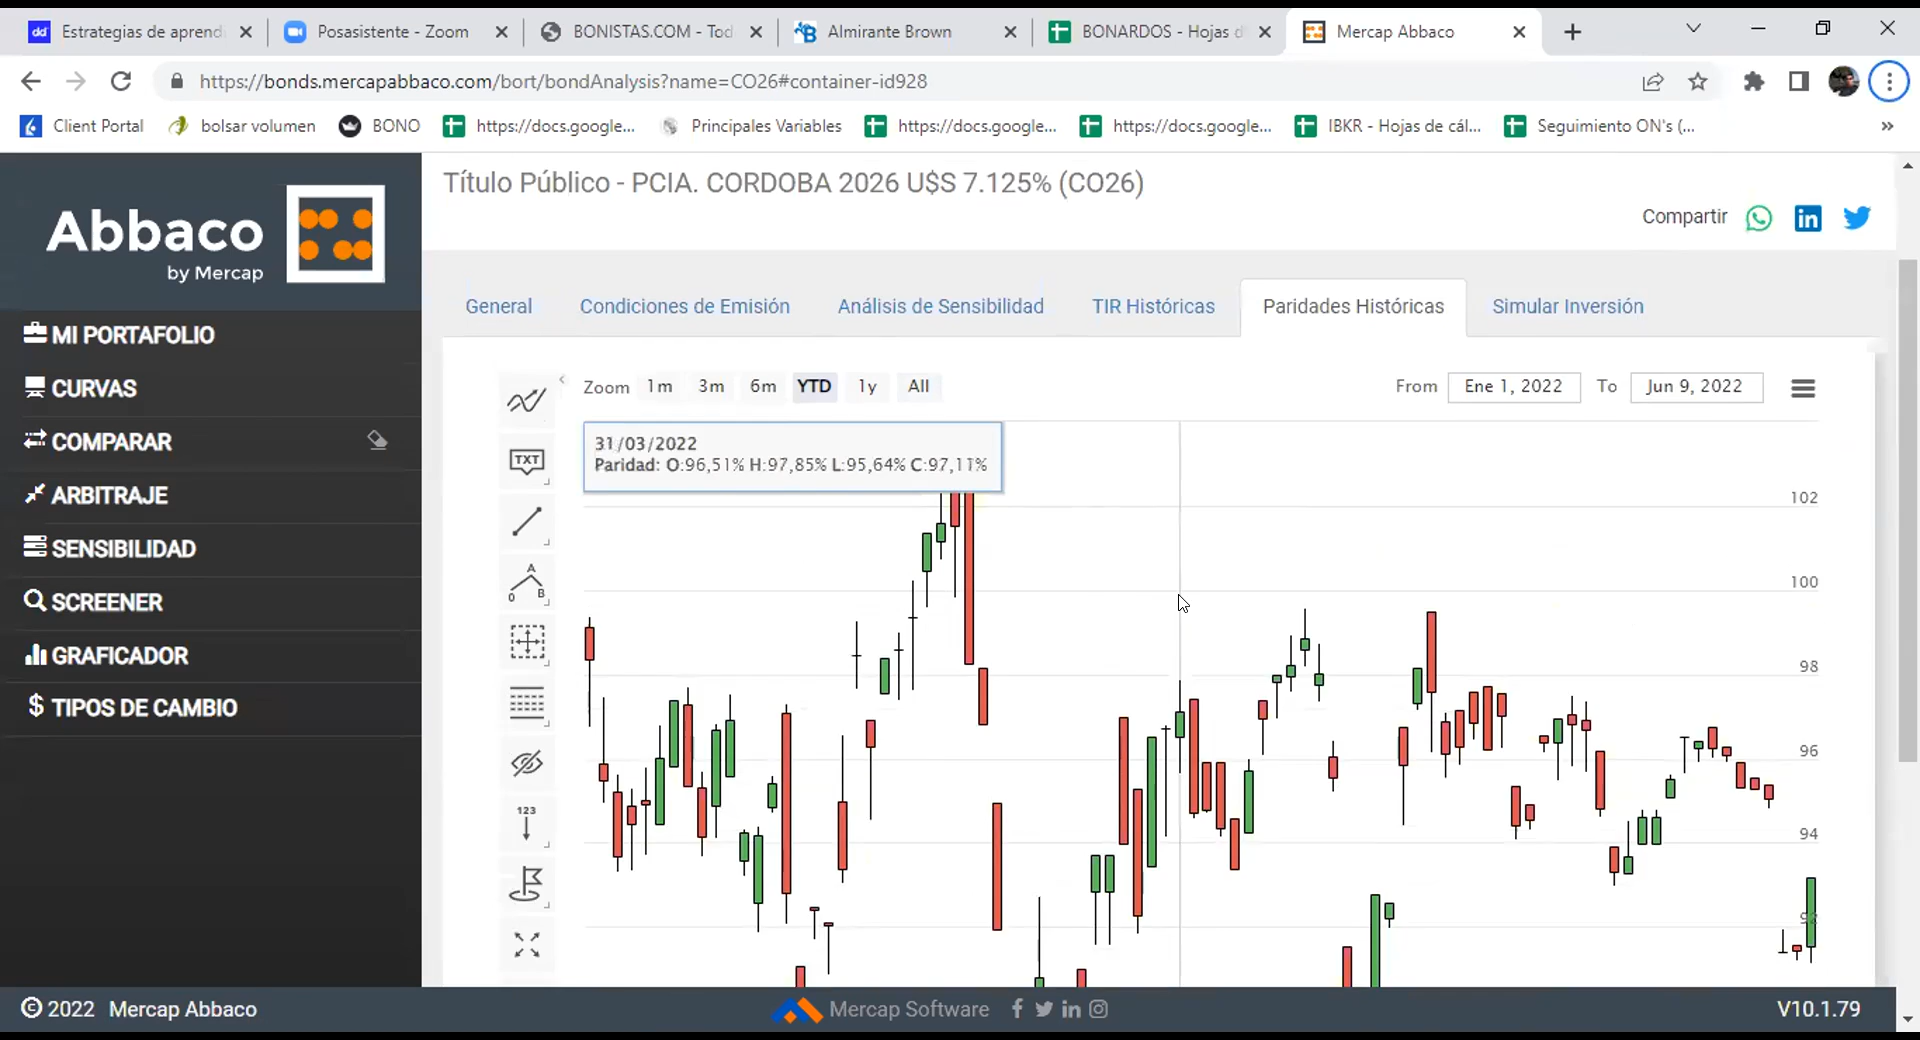 Estrategias de aprendi
Posasistente - Zoom
BONISTAS.COM - Tod
Almirante Brown
BONARDOS - Hojas d
Mercap Abbaco
https://bonds.mercapabbaco.com/bort/bondAnalysis?name=CO26#container-id928
Client Portal
bolsar volumen
BONO
https://docs.google...
Principales Variables
https://docs.google...
https://docs.google...
IBKR - Hojas de cál...
Seguimiento ON's (...
Abbaco
by Mercap
Título Público - PCIA. CORDOBA 2026 U$S 7.125% (CO26)
Compartir
General
Condiciones de Emisión
Análisis de Sensibilidad
TIR Históricas
Paridades Históricas
Simular Inversión
MI PORTAFOLIO
CURVAS
COMPARAR
ARBITRAJE
SENSIBILIDAD
SCREENER
GRAFICADOR
$ TIPOS DE CAMBIO
Zoom 1m 3m 6m YTD 1y All
From Ene 1, 2022 To Jun 9, 2022
31/03/2022
Paridad: O:96,51% H:97,85% L:95,64% C:97,11%
TXT
A
0 B
123
102
100
98
96
94
92
© 2022 Mercap Abbaco
Mercap Software
V10.1.79